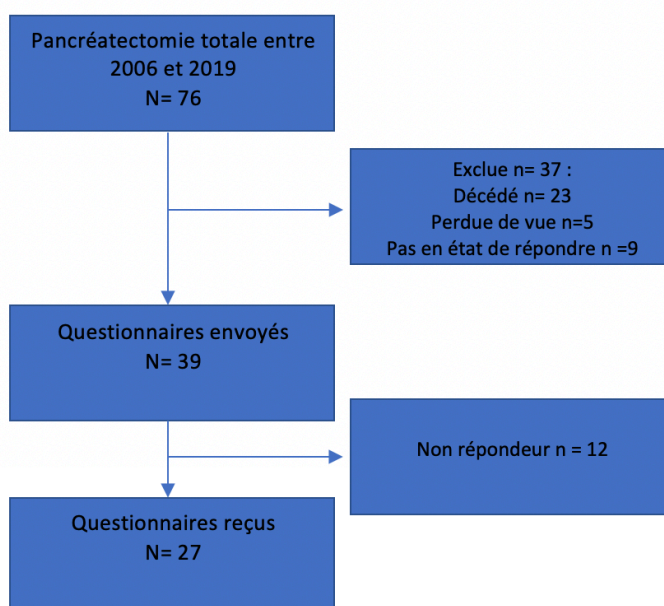 Pancréatectomie totale entre
2006 et 2019
N= 76
Exclue n= 37 :
Décédé n= 23
Perdue de vue n=5
Pas en état de répondre n =9
Questionnaires envoyés
N= 39
Non répondeur n = 12
Questionnaires reçus
N= 27